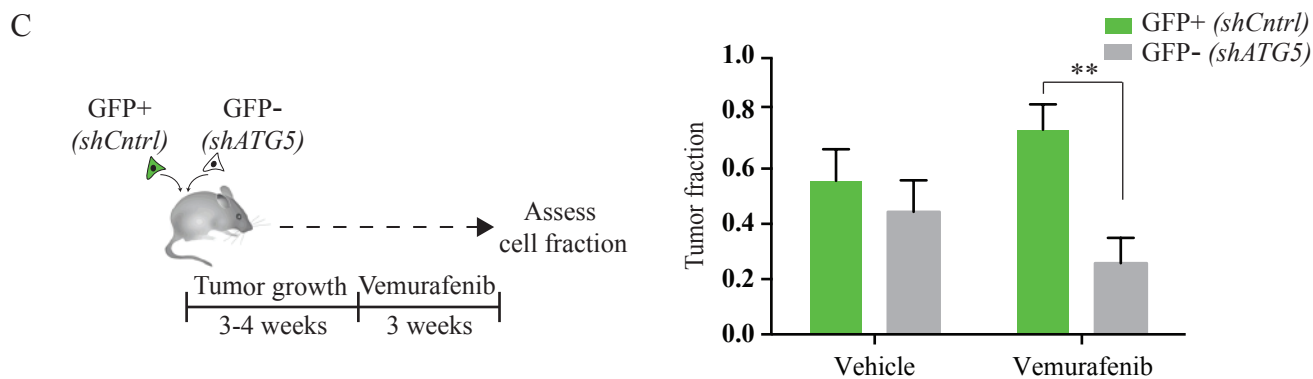 C
GFP+
(shCntrl)
GFP-
(shATG5)
Assess
cell fraction
Tumor growth
Vemurafenib
3-4 weeks
3 weeks
GFP+ (shCntrl)
GFP- (shATG5)
**
Tumor fraction
1.0
0.8
0.6
0.4
0.2
0.0
Vehicle
Vemurafenib